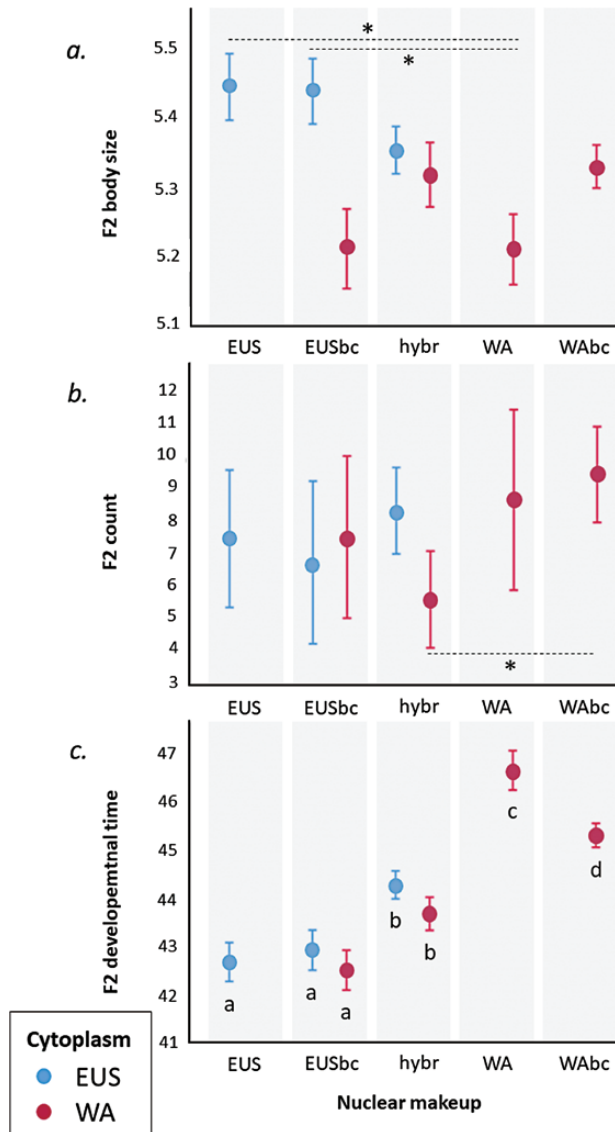 a.
F2 body size
5.5
5.4
5.3
5.2
5.1
*
*
EUS EUSbc hybr WA WAbc
b.
F2 count
12
11
10
9
8
7
6
5
4
3
*
EUS EUSbc hybr WA WAbc
c.
F2 developemtnal time
47
46
45
44
43
42
41
a
a
a
b
b
c
d
EUS EUSbc hybr WA WAbc
Nuclear makeup
Cytoplasm
EUS
WA